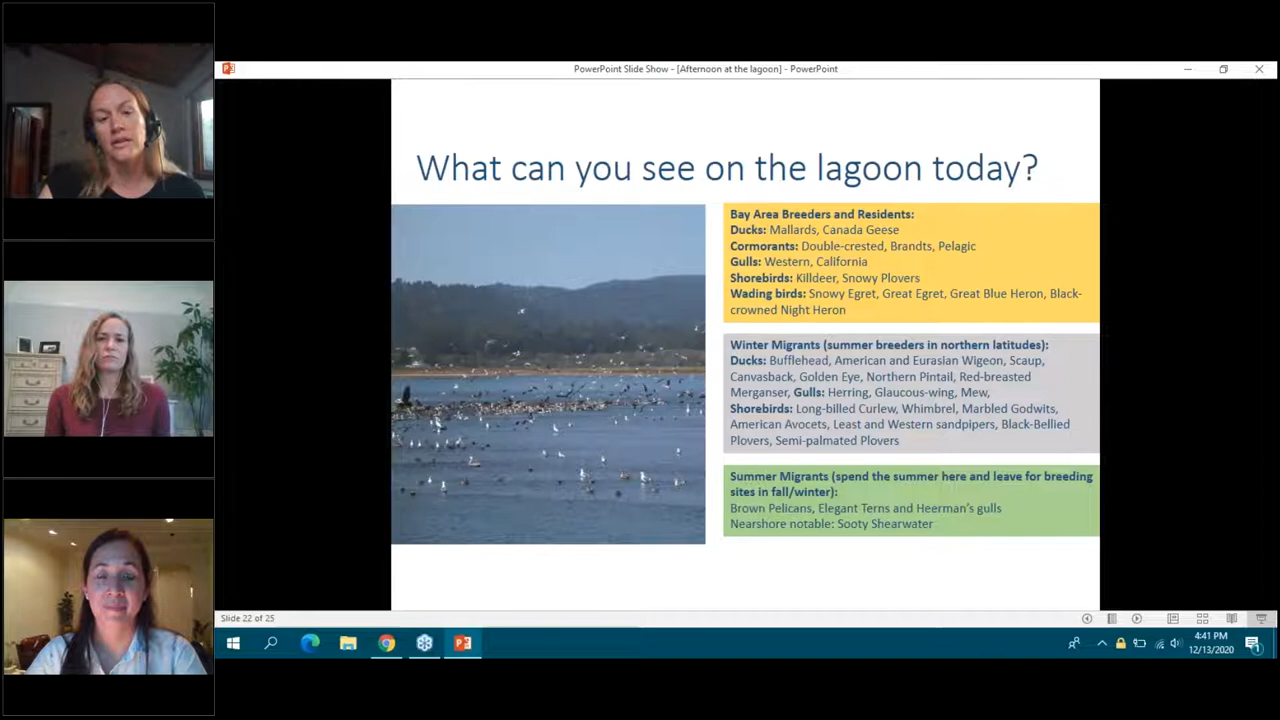 PowerPoint Slide Show - [Afternoon at the lagoon] - PowerPoint
What can you see on the lagoon today?
Bay Area Breeders and Residents:
Ducks: Mallards, Canada Geese
Cormorants: Double-crested, Brandts, Pelagic
Gulls: Western, California
Shorebirds: Killdeer, Snowy Plovers
Wading birds: Snowy Egret, Great Egret, Great Blue Heron, Black-
crowned Night Heron
Winter Migrants (summer breeders in northern latitudes):
Ducks: Bufflehead, American and Eurasian Wigeon, Scaup,
Canvasback, Golden Eye, Northern Pintail, Red-breasted
Merganser, Gulls: Herring, Glaucous-wing, Mew,
Shorebirds: Long-billed Curlew, Whimbrel, Marbled Godwits,
American Avocets, Least and Western sandpipers, Black-Bellied
Plovers, Semi-palmated Plovers
Summer Migrants (spend the summer here and leave for breeding
sites in fall/winter):
Brown Pelicans, Elegant Terns and Heerman's gulls
Nearshore notable: Sooty Shearwater
Slide 22 of 25
4:41 PM
12/13/2020
1